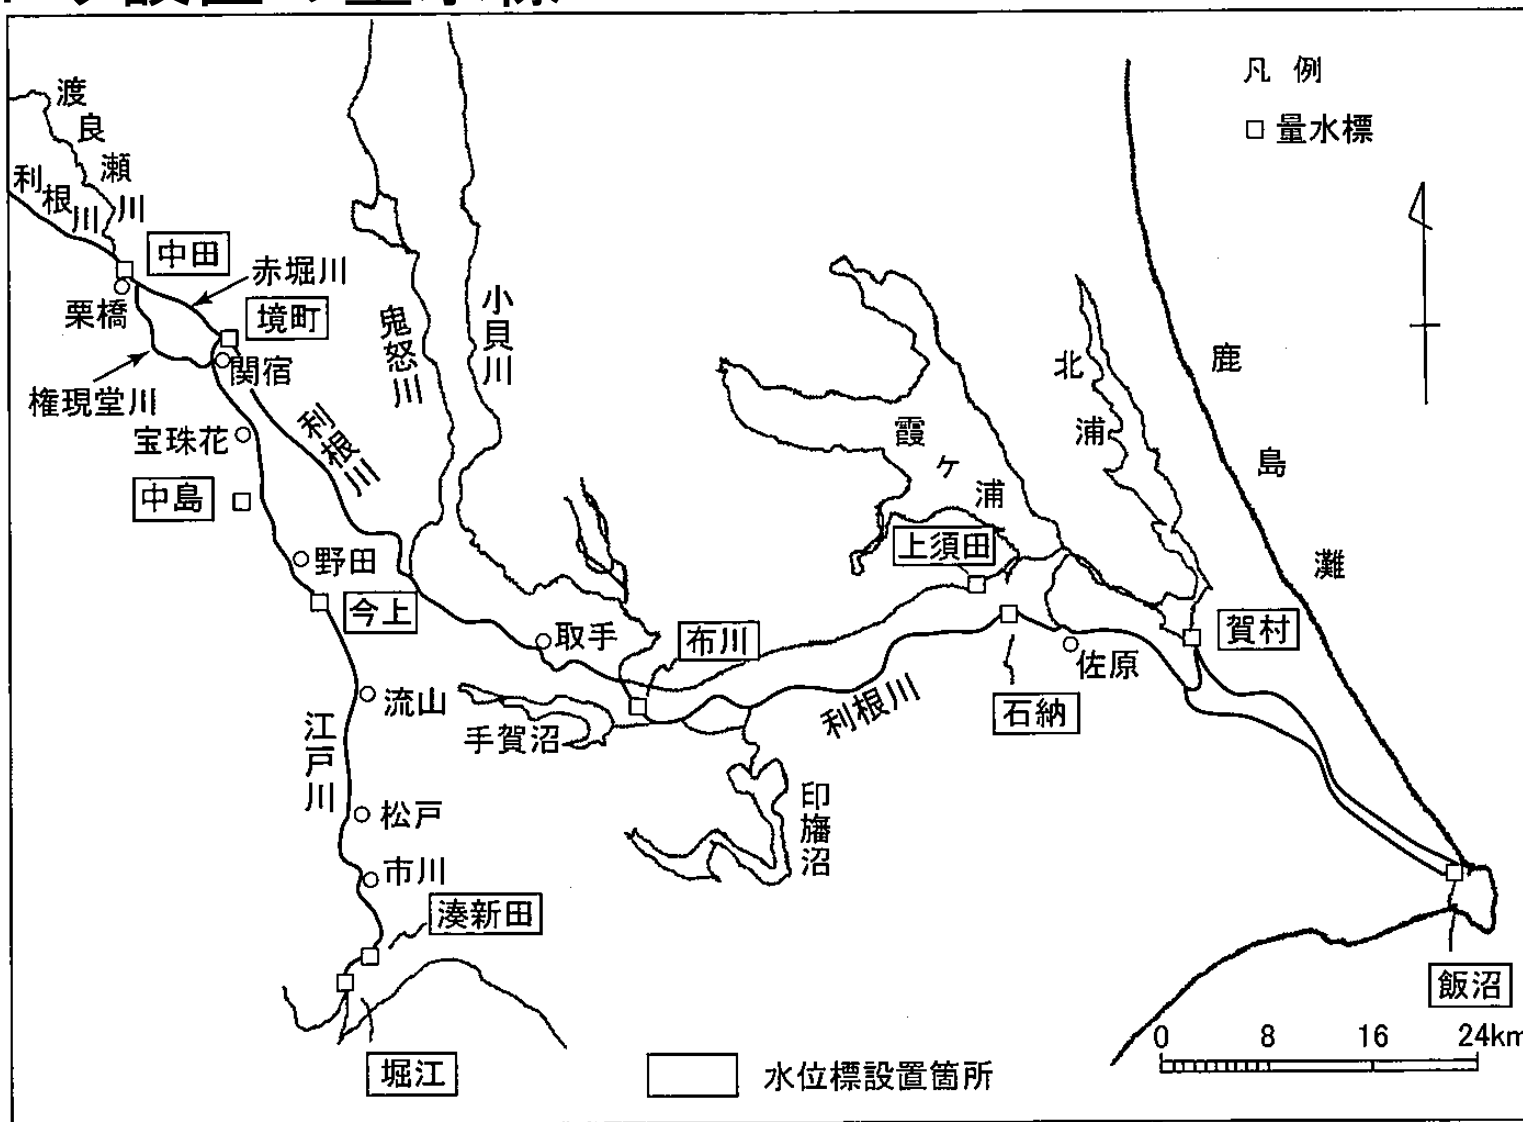 凡例
量水標
渡良瀬川
利根川
中田
赤堀川
栗橋
境町
関宿
権現堂川
宝珠花
利根川
中島
野田
今上
鬼怒川
小貝川
取手
布川
流山
手賀沼
江戸川
松戸
市川
湊新田
堀江
印旛沼
利根川
霞ヶ浦
上須田
北浦
鹿島灘
賀村
佐原
石納
飯沼
0 8 16 24km
水位標設置箇所